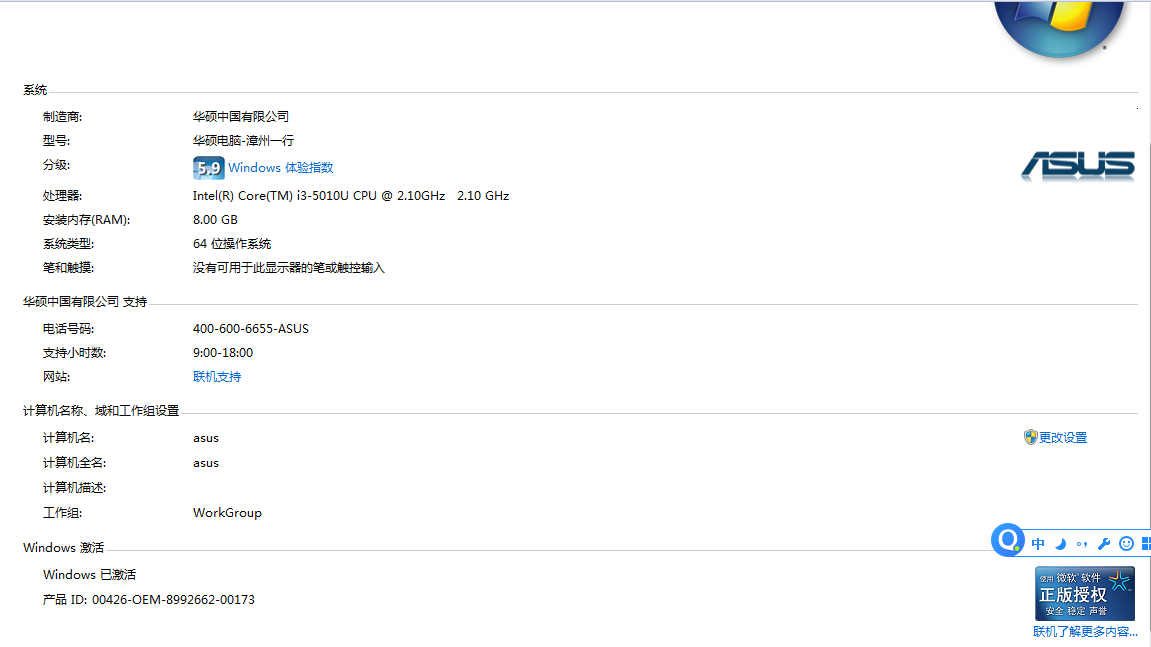 系统
制造商: 华硕中国有限公司
型号: 华硕电脑-漳州一行
分级: 5.9 Windows 体验指数
ASUS
处理器: Intel(R) Core(TM) i3-5010U CPU @ 2.10GHz 2.10 GHz
安装内存(RAM): 8.00 GB
系统类型: 64 位操作系统
笔和触摸: 没有可用于此显示器的笔或触控输入
华硕中国有限公司 支持
电话号码: 400-600-6655-ASUS
支持小时数: 9:00-18:00
网站: 联机支持
计算机名称、域和工作组设置
计算机名: asus
更改设置
计算机全名: asus
计算机描述:
工作组: WorkGroup
中
Windows 激活
Windows 已激活
产品 ID: 00426-OEM-8992662-00173
使用 微软 软件
正版授权
安全 稳定 声誉
联机了解更多内容...